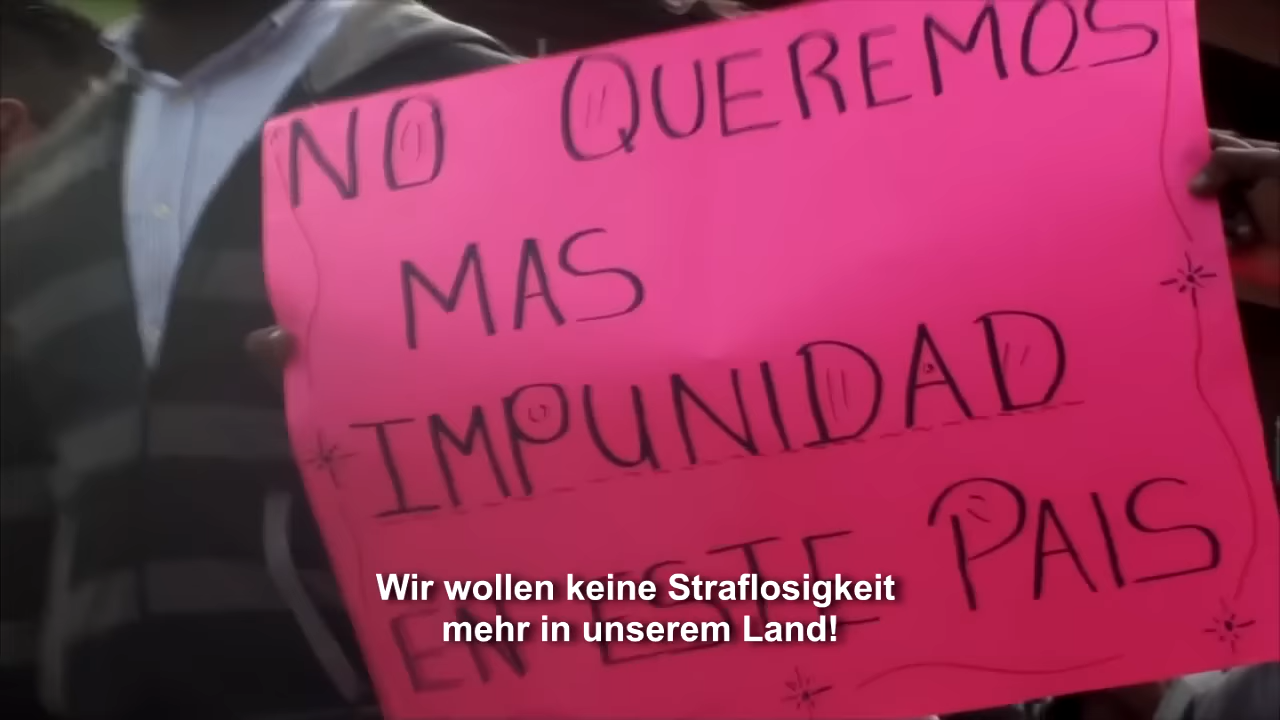 NO QUEREMOS
MAS
IMPUNIDAD
EN ESTE PAIS
Wir wollen keine Straflosigkeit
mehr in unserem Land!